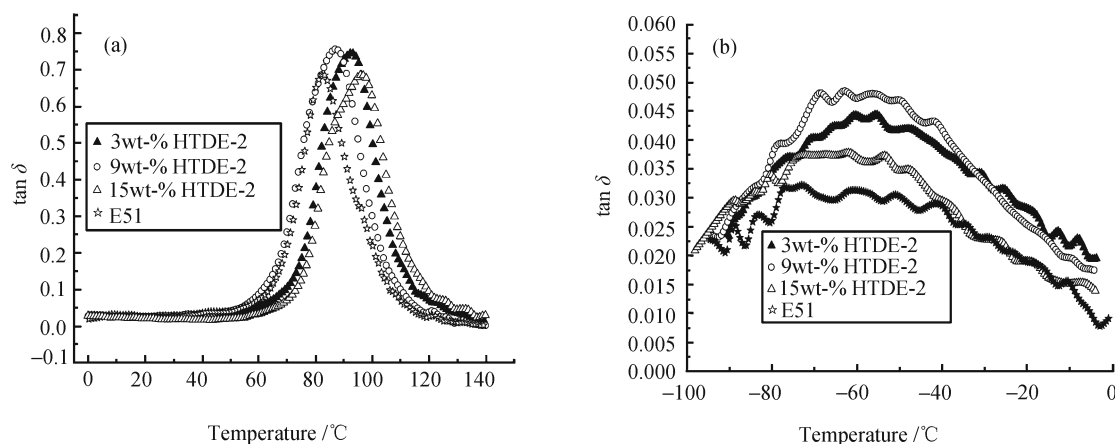 (a)
tan δ
0.8
0.7
0.6
0.5
0.4
0.3
0.2
0.1
0.0
−0.1
3wt-% HTDE-2
9wt-% HTDE-2
15wt-% HTDE-2
E51
0 20 40 60 80 100 120 140
Temperature /℃
(b)
tan δ
0.060
0.055
0.050
0.045
0.040
0.035
0.030
0.025
0.020
0.015
0.010
0.005
0.000
3wt-% HTDE-2
9wt-% HTDE-2
15wt-% HTDE-2
E51
−100 −80 −60 −40 −20 0
Temperature /℃